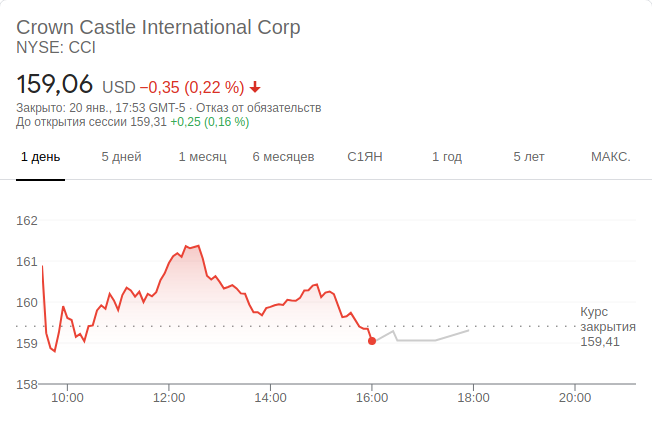 Crown Castle International Corp
NYSE: CCI
159,06 USD −0,35 (0,22 %)
Закрыто: 20 янв., 17:53 GMT-5 · Отказ от обязательств
До открытия сессии 159,31 +0,25 (0,16 %)
1 день 5 дней 1 месяц 6 месяцев С1ЯН 1 год 5 лет МАКС.
162
161
160
Курс
закрытия
159,41
159
158
10:00 12:00 14:00 16:00 18:00 20:00